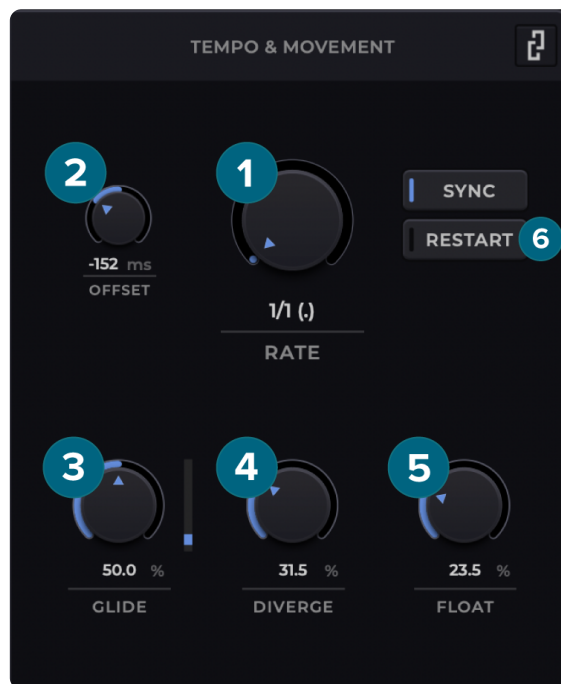 TEMPO & MOVEMENT
2
1
SYNC
RESTART 6
-152 ms
OFFSET
1/1 (.)
RATE
3
4
5
50.0 %
31.5 %
23.5 %
GLIDE
DIVERGE
FLOAT